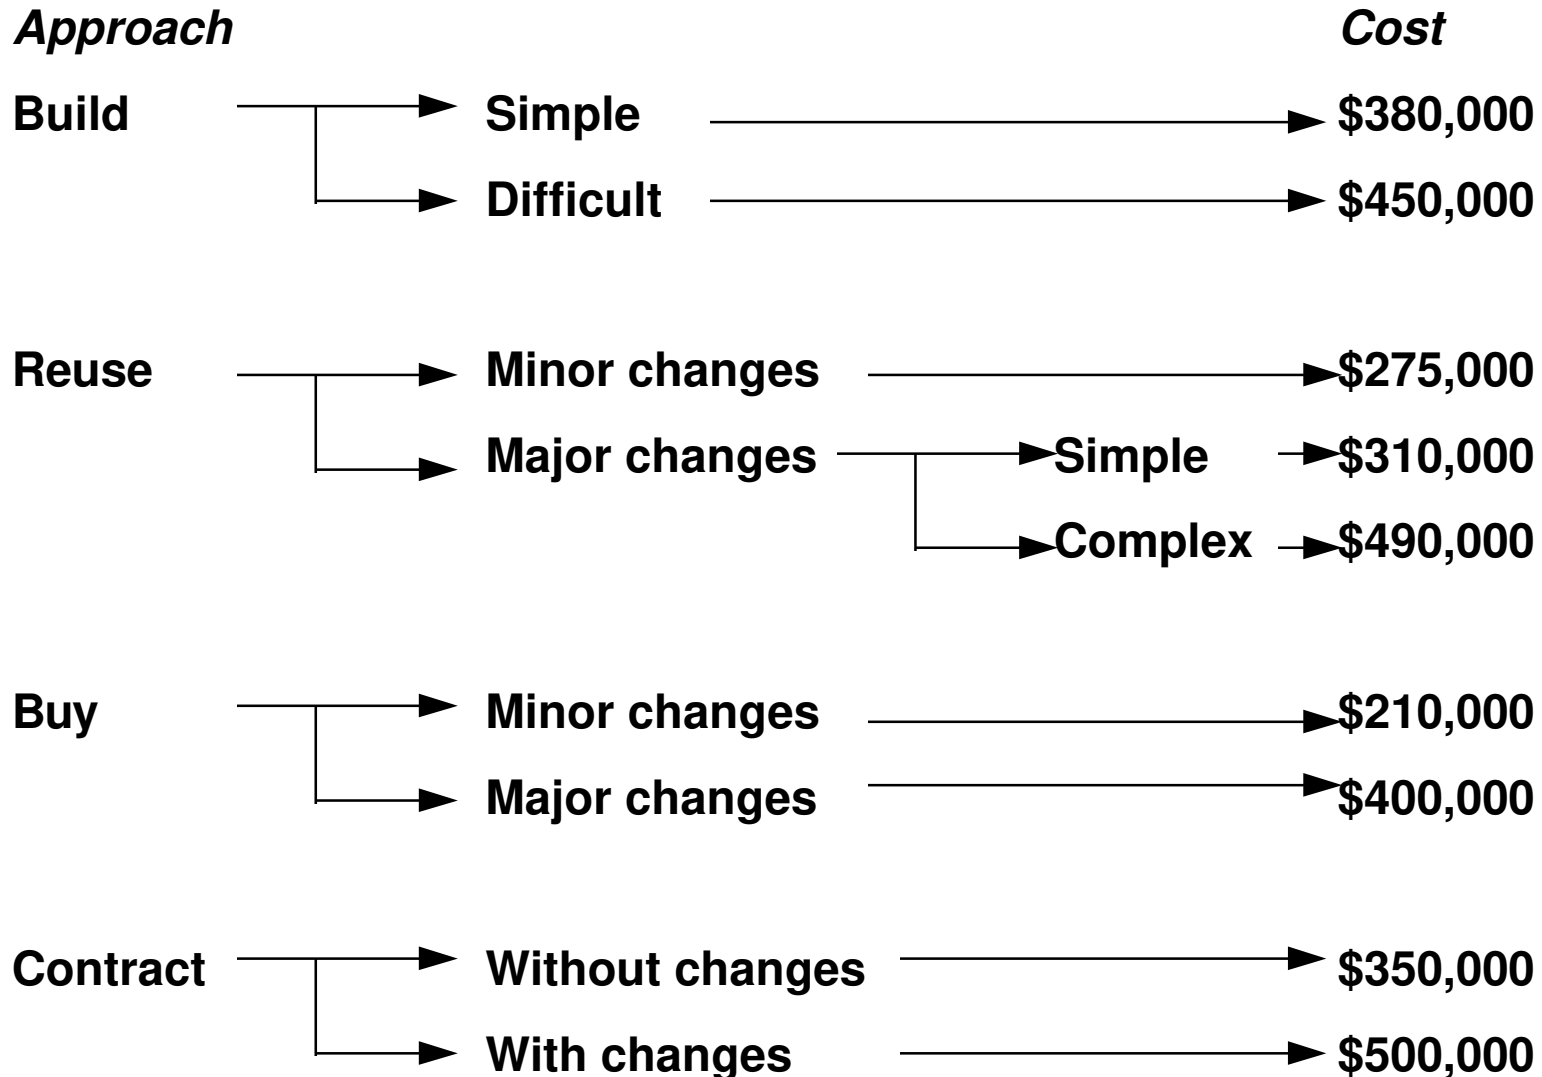 Approach Cost
Build Simple $380,000
Difficult $450,000
Reuse Minor changes $275,000
Major changes Simple $310,000
Complex $490,000
Buy Minor changes $210,000
Major changes $400,000
Contract Without changes $350,000
With changes $500,000